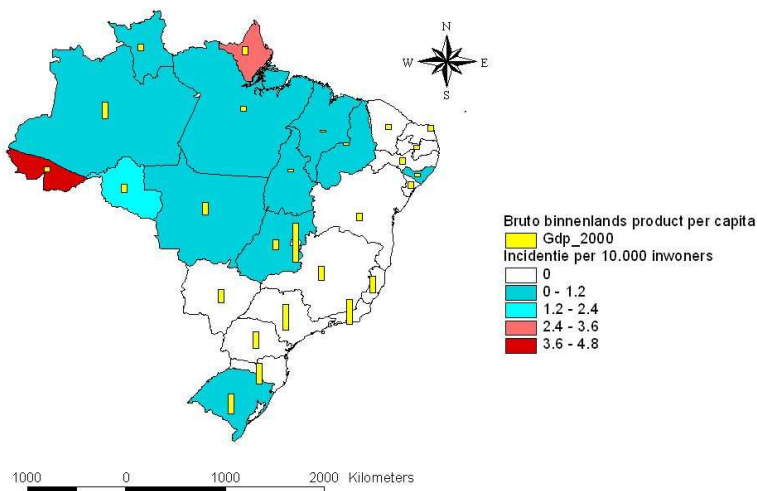 N
W E
S
Bruto binnenlands product per capita
Gdp_2000
Incidentie per 10.000 inwoners
0
0 - 1.2
1.2 - 2.4
2.4 - 3.6
3.6 - 4.8
1000 0 1000 2000 Kilometers